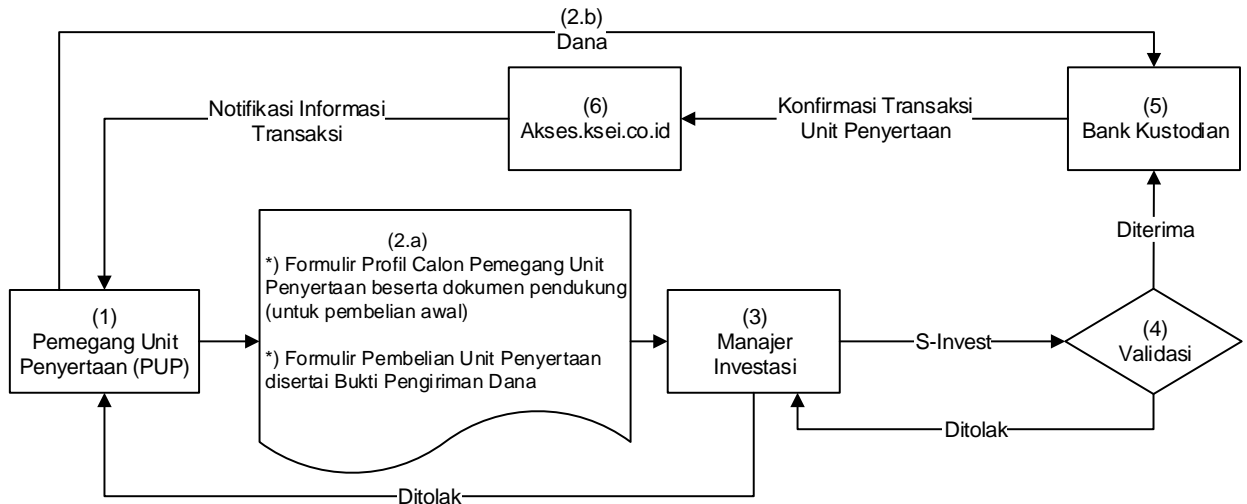 (2.b)
Dana
Notifikasi Informasi
Transaksi
(6)
Akses.ksei.co.id
Konfirmasi Transaksi
Unit Penyertaan
(5)
Bank Kustodian
Diterima
(1)
Pemegang Unit
Penyertaan (PUP)
(2.a)
*) Formulir Profil Calon Pemegang Unit
Penyertaan beserta dokumen pendukung
(untuk pembelian awal)
*) Formulir Pembelian Unit Penyertaan
disertai Bukti Pengiriman Dana
(3)
Manajer
Investasi
S-Invest
(4)
Validasi
Ditolak
Ditolak